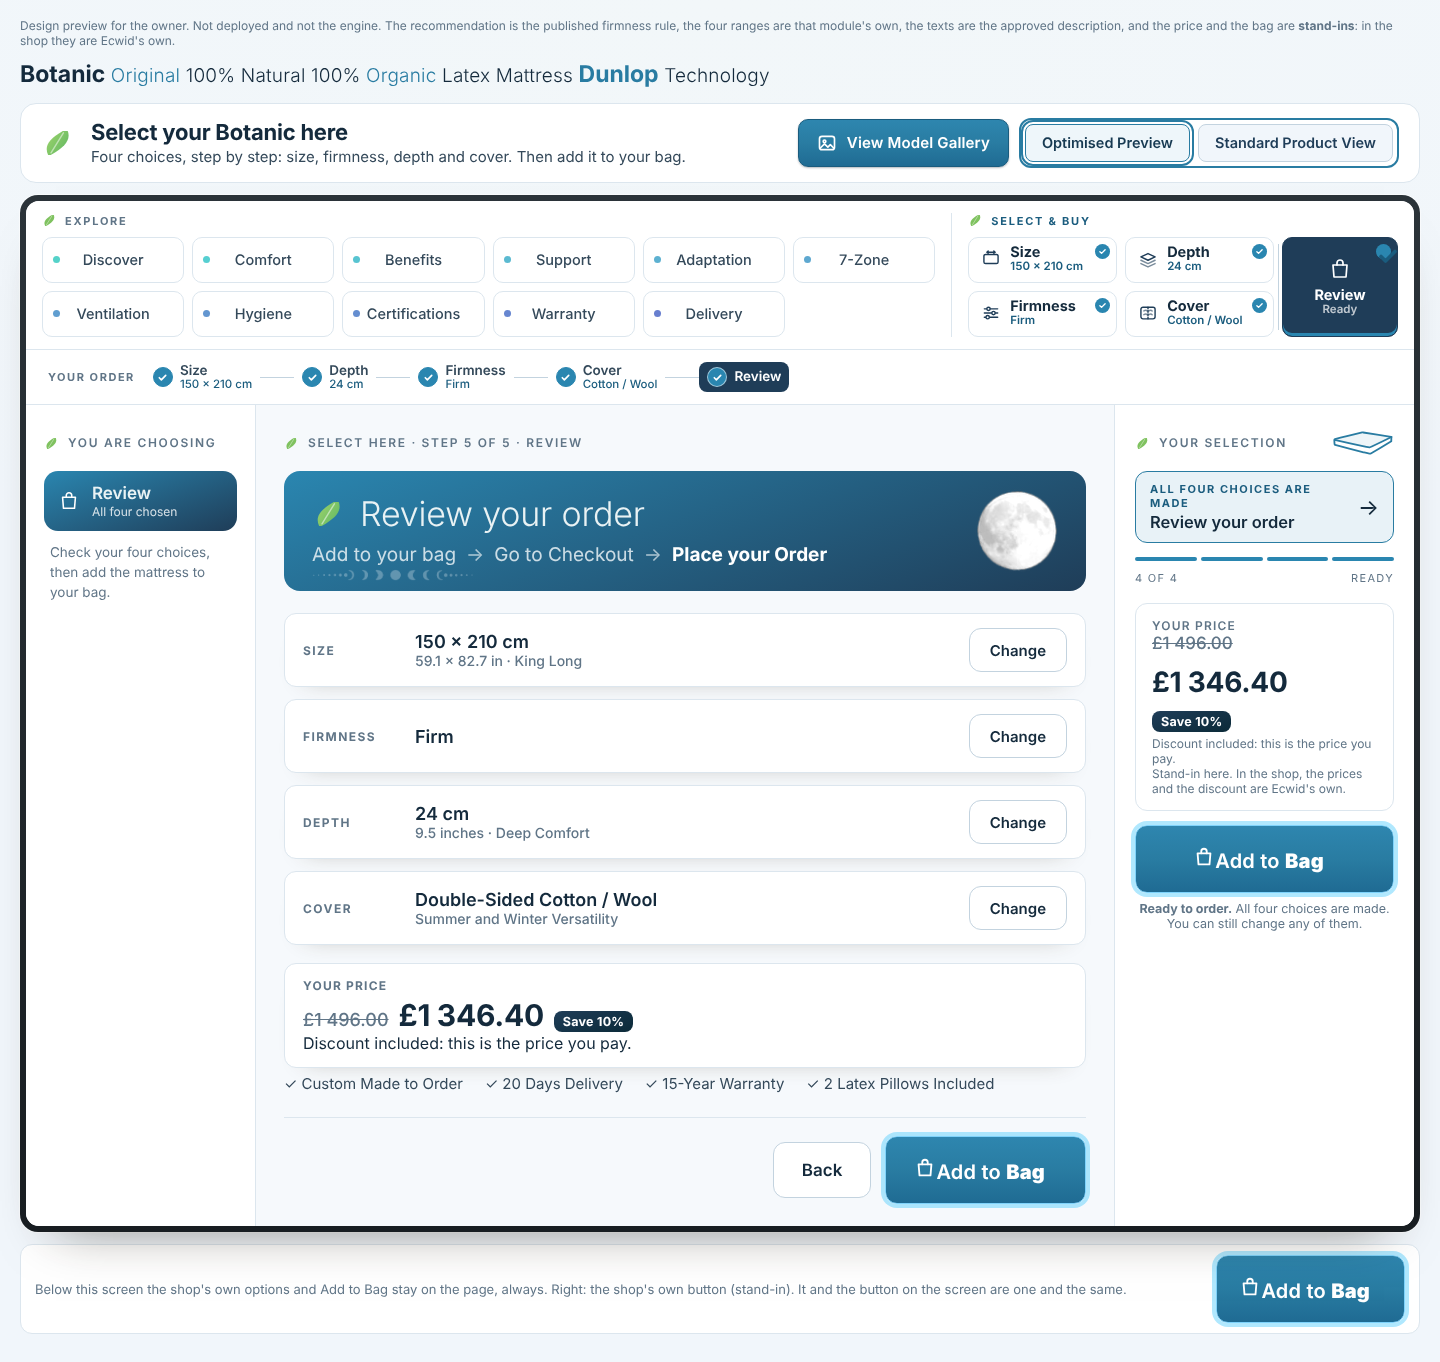 Design preview for the owner. Not deployed and not the engine. The recommendation is the published firmness rule, the four ranges are that module's own, the texts are the approved description, and the price and the bag are stand-ins: in the
shop they are Ecwid's own.
Botanic Original 100% Natural 100% Organic Latex Mattress Dunlop Technology
Select your Botanic here
Four choices, step by step: size, firmness, depth and cover. Then add it to your bag.
View Model Gallery
Optimised Preview
Standard Product View
EXPLORE
Discover
Comfort
Benefits
Support
Adaptation
7-Zone
Ventilation
Hygiene
Certifications
Warranty
Delivery
SELECT & BUY
Size
150 × 210 cm
Depth
24 cm
Firmness
Firm
Cover
Cotton / Wool
Review
Ready
YOUR ORDER
Size
150 × 210 cm
Depth
24 cm
Firmness
Firm
Cover
Cotton / Wool
Review
YOU ARE CHOOSING
Review
All four chosen
Check your four choices,
then add the mattress to
your bag.
SELECT HERE · STEP 5 OF 5 · REVIEW
Review your order
Add to your bag → Go to Checkout → Place your Order
SIZE
150 × 210 cm
59.1 × 82.7 in · King Long
Change
FIRMNESS
Firm
Change
DEPTH
24 cm
9.5 inches · Deep Comfort
Change
COVER
Double-Sided Cotton / Wool
Summer and Winter Versatility
Change
YOUR PRICE
£1 496.00 £1 346.40 Save 10%
Discount included: this is the price you pay.
✓ Custom Made to Order ✓ 20 Days Delivery ✓ 15-Year Warranty ✓ 2 Latex Pillows Included
Back
Add to Bag
YOUR SELECTION
ALL FOUR CHOICES ARE
MADE
Review your order →
4 OF 4
READY
YOUR PRICE
£1 496.00
£1 346.40
Save 10%
Discount included: this is the price you
pay.
Stand-in here. In the shop, the prices
and the discount are Ecwid's own.
Add to Bag
Ready to order. All four choices are made.
You can still change any of them.
Below this screen the shop's own options and Add to Bag stay on the page, always. Right: the shop's own button (stand-in). It and the button on the screen are one and the same.
Add to Bag